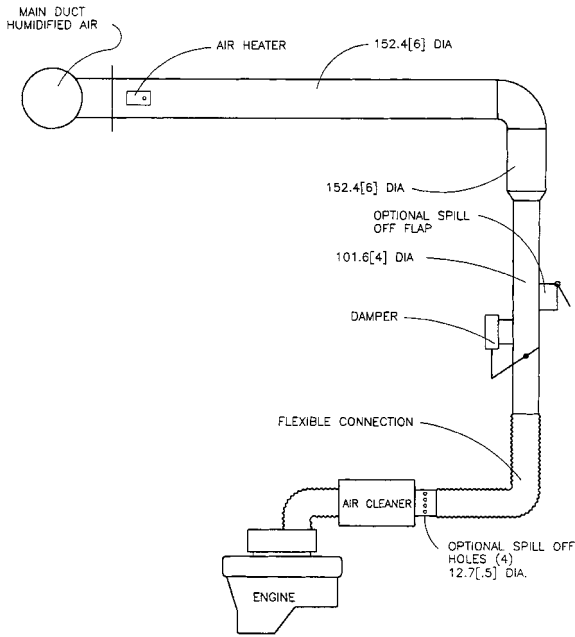 MAIN DUCT
HUMIDIFIED AIR
AIR HEATER
152.4[6] DIA
152.4[6] DIA
OPTIONAL SPILL
OFF FLAP
101.6[4] DIA
DAMPER
FLEXIBLE CONNECTION
AIR CLEANER
OPTIONAL SPILL OFF
HOLES (4)
12.7[.5] DIA.
ENGINE